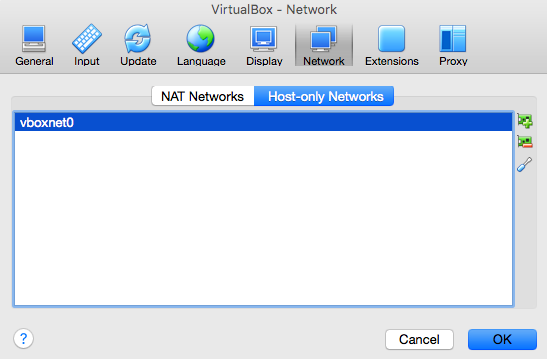 VirtualBox - Network
General Input Update Language Display Network Extensions Proxy
NAT Networks Host-only Networks
vboxnet0
?
Cancel OK